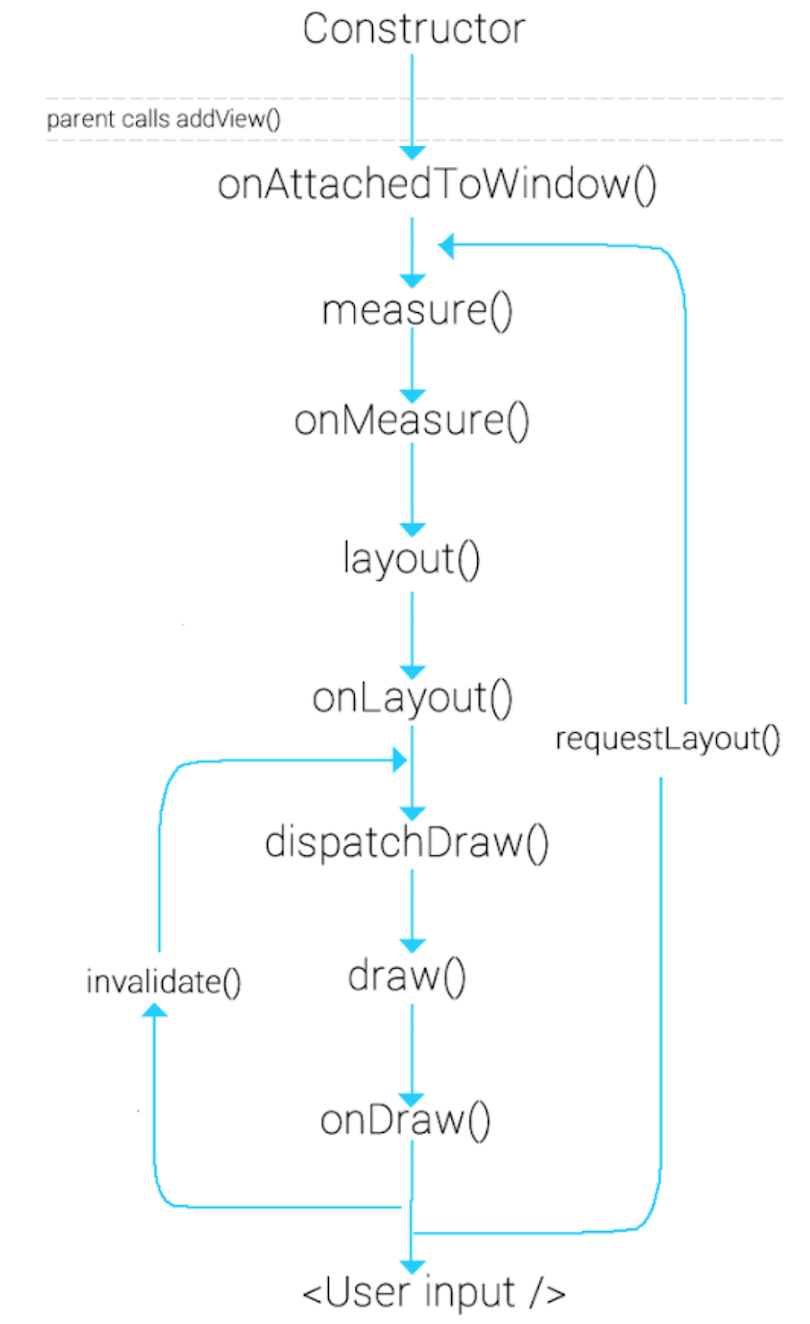 Constructor
parent calls addView()
onAttachedToWindow()
measure()
onMeasure()
layout()
onLayout()
requestLayout()
dispatchDraw()
invalidate()
draw()
onDraw()
<User input />